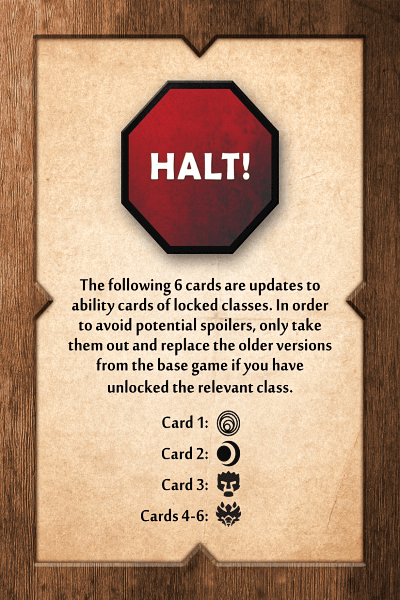 HALT!
The following 6 cards are updates to
ability cards of locked classes. In order
to avoid potential spoilers, only take
them out and replace the older versions
from the base game if you have
unlocked the relevant class.
Card 1:
Card 2:
Card 3:
Cards 4-6: